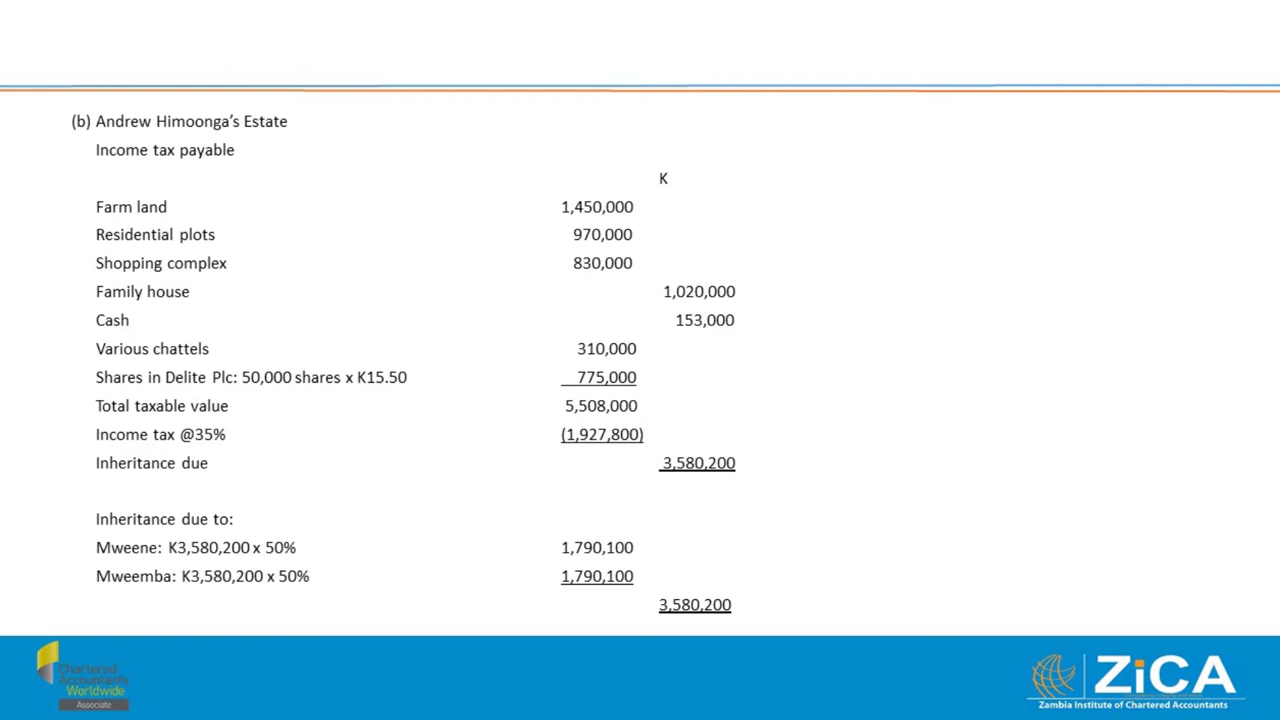 (b) Andrew Himoonga's Estate
Income tax payable
K
Farm land 1,450,000
Residential plots 970,000
Shopping complex 830,000
Family house 1,020,000
Cash 153,000
Various chattels 310,000
Shares in Delite Plc: 50,000 shares x K15.50 775,000
Total taxable value 5,508,000
Income tax @35% (1,927,800)
Inheritance due 3,580,200
Inheritance due to:
Mweene: K3,580,200 x 50% 1,790,100
Mweemba: K3,580,200 x 50% 1,790,100
3,580,200
Chartered
Accountants
Worldwide
Associate
ZiCA
Zambia Institute of Chartered Accountants